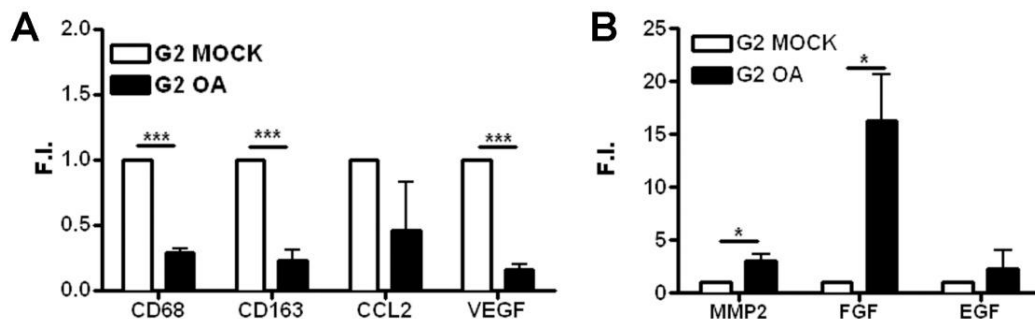 A
G2 MOCK
G2 OA
F.I.
2.0
1.5
1.0
0.5
0.0
***
***
***
CD68
CD163
CCL2
VEGF
B
G2 MOCK
G2 OA
F.I.
25
20
15
10
5
0
*
*
MMP2
FGF
EGF